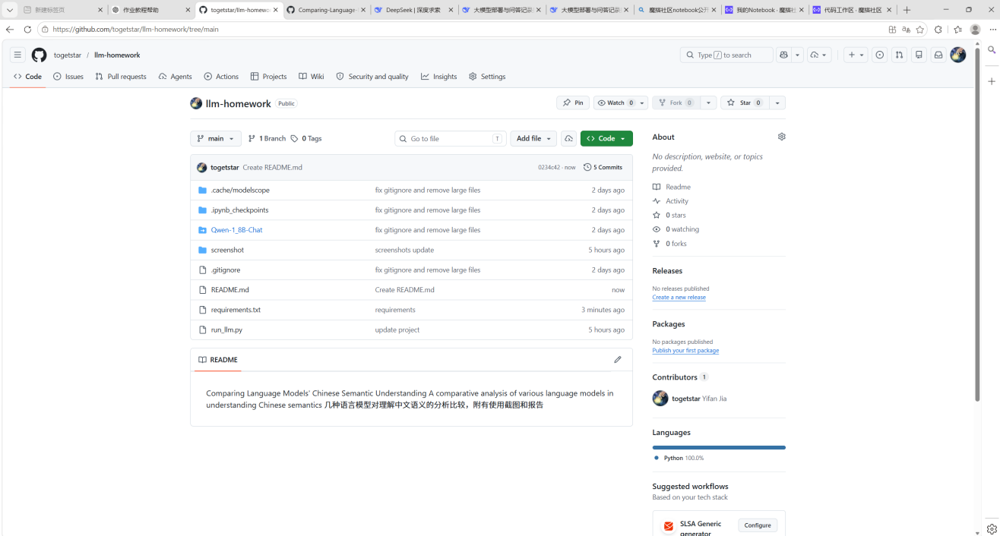 新建标签页
作业教程帮助
togetstar/llm-homework
Comparing-Language-
DeepSeek | 深度求索
大模型部署与问答记录
大模型部署与问答记录
魔搭社区notebook公开
我的Notebook · 魔搭社
代码工作区 · 魔搭社区
https://github.com/togetstar/llm-homework/tree/main
togetstar / llm-homework
Type / to search
Code Issues Pull requests Agents Actions Projects Wiki Security and quality Insights Settings
llm-homework Public
Pin Watch 0 Fork 0 Star 0
main 1 Branch 0 Tags
Go to file T
Add file
Code
togetstar Create README.md 0234c42 · now 5 Commits
.cache/modelscope fix gitignore and remove large files 2 days ago
.ipynb_checkpoints fix gitignore and remove large files 2 days ago
Qwen-1_8B-Chat fix gitignore and remove large files 2 days ago
screenshot screenshots update 5 hours ago
.gitignore fix gitignore and remove large files 2 days ago
README.md Create README.md now
requirements.txt requirements 3 minutes ago
run_llm.py update project 5 hours ago
README
Comparing Language Models' Chinese Semantic Understanding A comparative analysis of various language models in
understanding Chinese semantics 几种语言模型对理解中文语义的分析比较，附有使用截图和报告
About
No description, website, or topics
provided.
Readme
Activity
0 stars
0 watching
0 forks
Releases
No releases published
Create a new release
Packages
No packages published
Publish your first package
Contributors 1
togetstar Yifan Jia
Languages
Python 100.0%
Suggested workflows
Based on your tech stack
SLSA Generic
generator
Configure